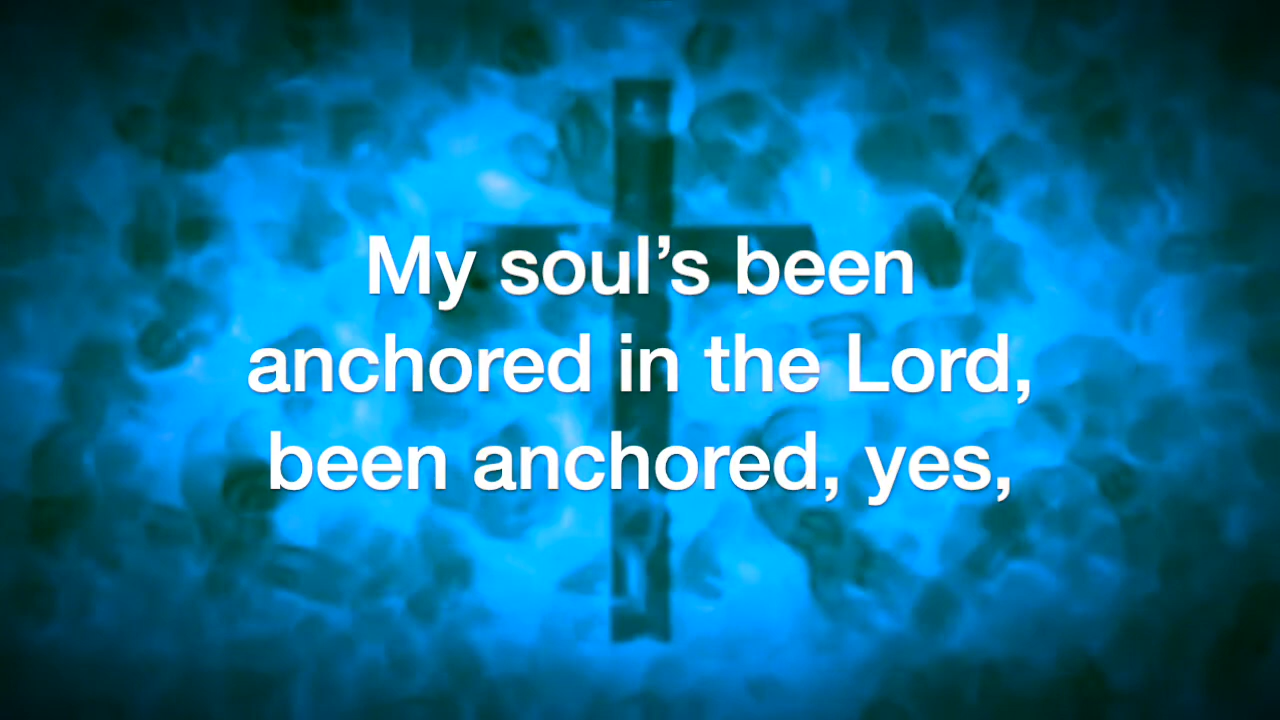 My soul’s been
anchored in the Lord,
been anchored, yes,